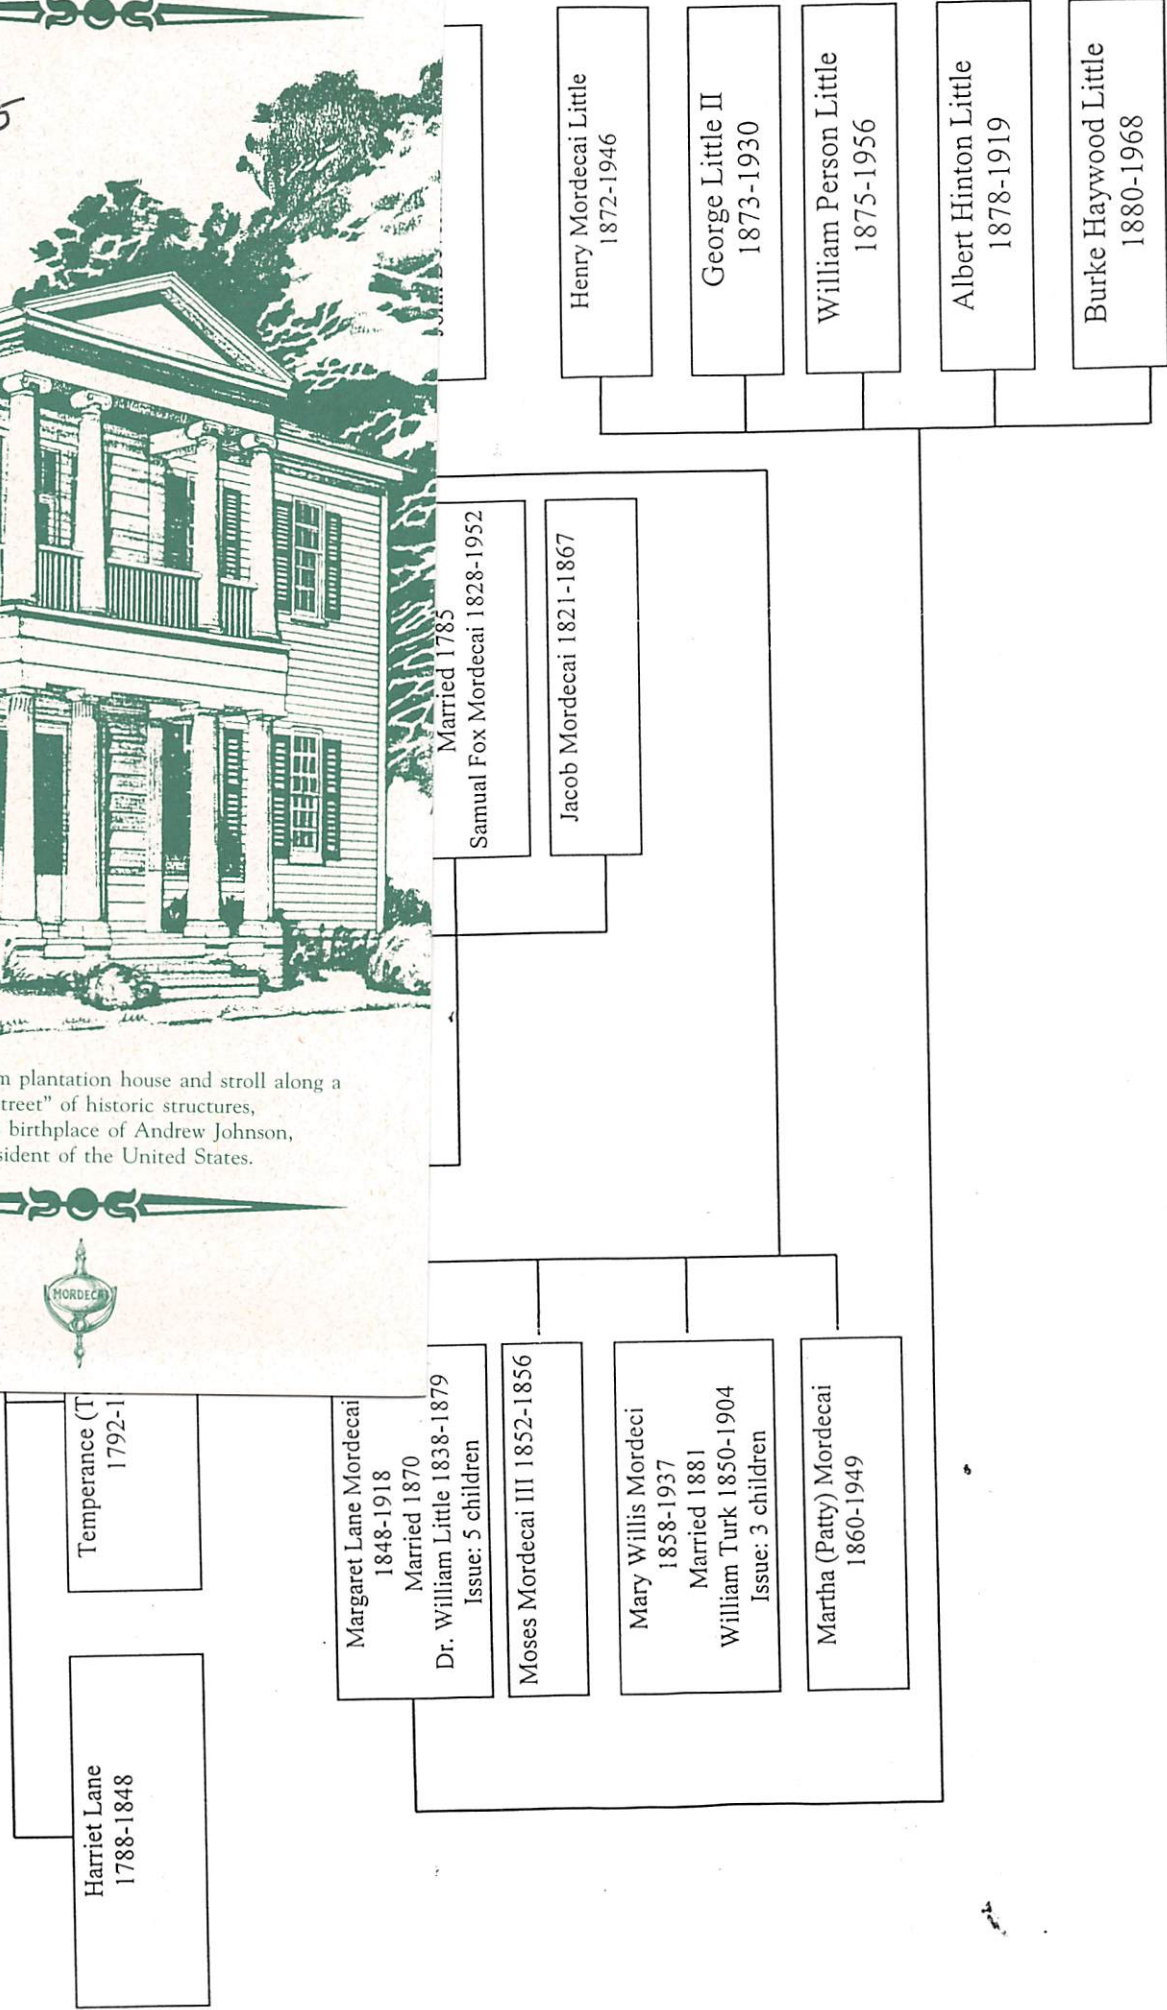 m plantation house and stroll along a
treet" of historic structures,
birthplace of Andrew Johnson,
sident of the United States.
MORDECAI
Harriet Lane
1788-1848
Temperance (T
1792-1
Margaret Lane Mordecai
1848-1918
Married 1870
Dr. William Little 1838-1879
Issue: 5 children
Moses Mordecai III 1852-1856
Mary Willis Mordeci
1858-1937
Married 1881
William Turk 1850-1904
Issue: 3 children
Martha (Patty) Mordecai
1860-1949
Married 1785
Samual Fox Mordecai 1828-1952
Jacob Mordecai 1821-1867
Henry Mordecai Little
1872-1946
George Little II
1873-1930
William Person Little
1875-1956
Albert Hinton Little
1878-1919
Burke Haywood Little
1880-1968